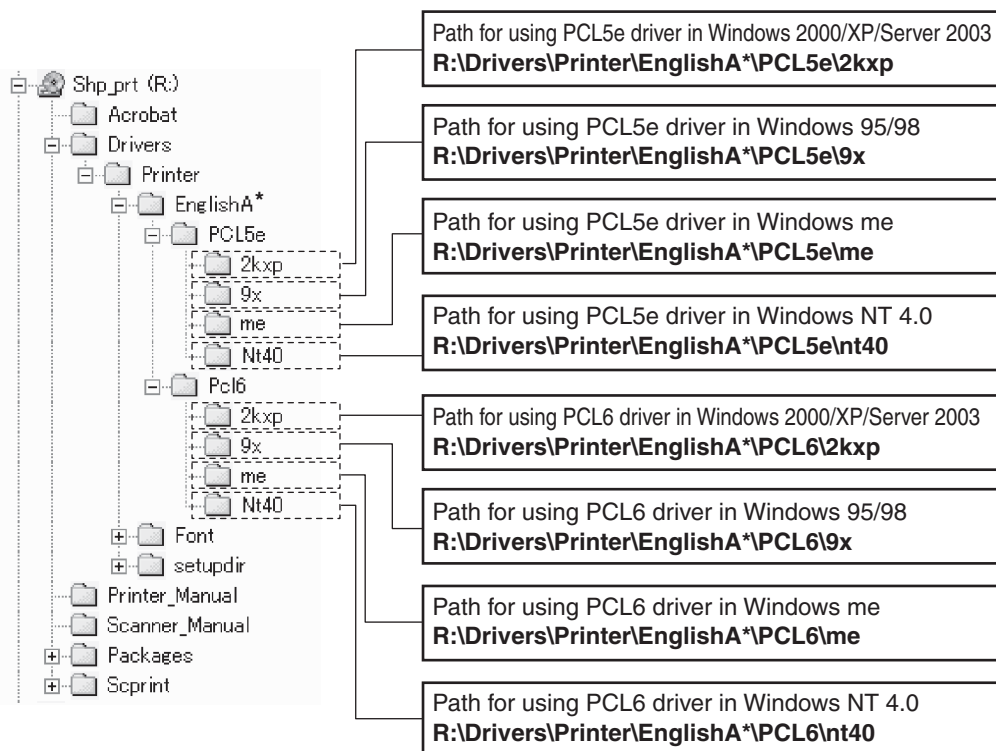 Shp_prt (R:)
Acrobat
Drivers
Printer
EnglishA*
PCL5e
2kxp
9x
me
Nt40
Pcl6
2kxp
9x
me
Nt40
Font
setupdir
Printer_Manual
Scanner_Manual
Packages
Scprint
Path for using PCL5e driver in Windows 2000/XP/Server 2003
R:\Drivers\Printer\EnglishA*\PCL5e\2kxp
Path for using PCL5e driver in Windows 95/98
R:\Drivers\Printer\EnglishA*\PCL5e\9x
Path for using PCL5e driver in Windows me
R:\Drivers\Printer\EnglishA*\PCL5e\me
Path for using PCL5e driver in Windows NT 4.0
R:\Drivers\Printer\EnglishA*\PCL5e\nt40
Path for using PCL6 driver in Windows 2000/XP/Server 2003
R:\Drivers\Printer\EnglishA*\PCL6\2kxp
Path for using PCL6 driver in Windows 95/98
R:\Drivers\Printer\EnglishA*\PCL6\9x
Path for using PCL6 driver in Windows me
R:\Drivers\Printer\EnglishA*\PCL6\me
Path for using PCL6 driver in Windows NT 4.0
R:\Drivers\Printer\EnglishA*\PCL6\nt40